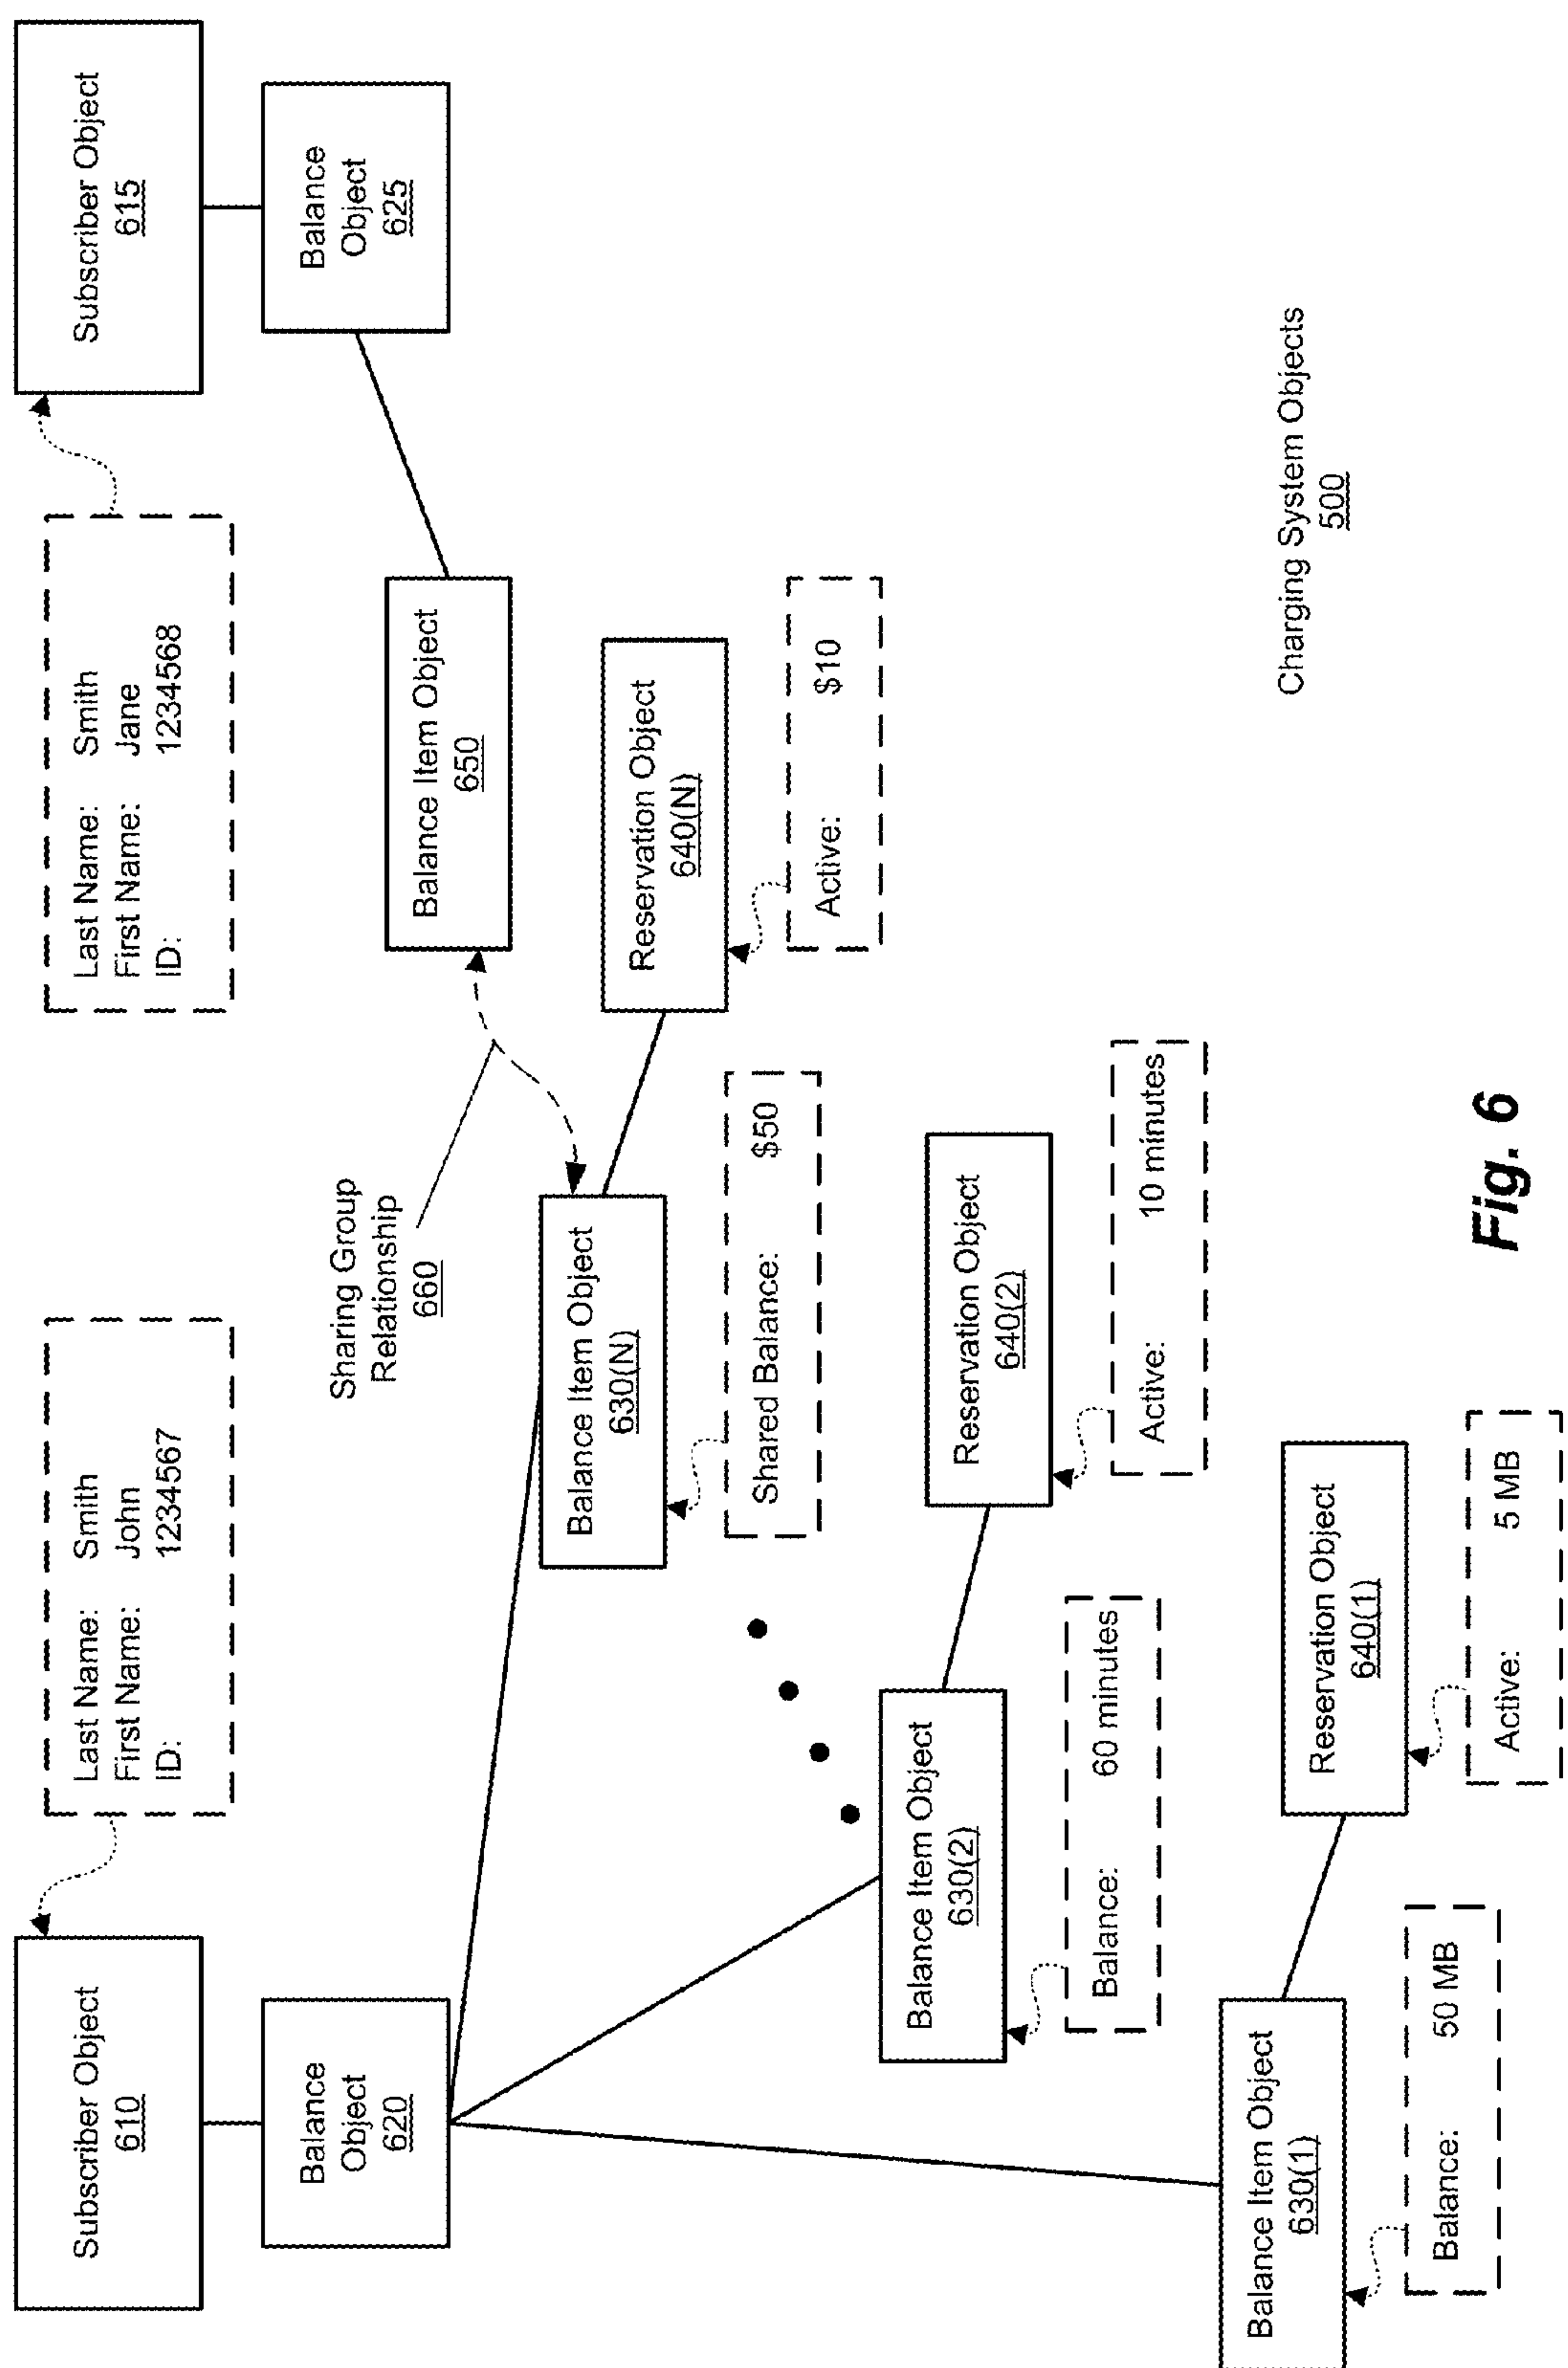 Subscriber Object
610
Last Name: Smith
First Name: John
ID: 1234567
Last Name: Smith
First Name: Jane
ID: 1234568
Subscriber Object
615
Balance
Object
620
Balance
Object
625
Sharing Group
Relationship
660
Balance Item Object
650
Balance Item Object
630(N)
Reservation Object
640(N)
Shared Balance: $50
Active: $10
Balance Item Object
630(2)
Reservation Object
640(2)
Balance: 60 minutes
Active: 10 minutes
Balance Item Object
630(1)
Reservation Object
640(1)
Balance: 50 MB
Active: 5 MB
Charging System Objects
500
Fig. 6